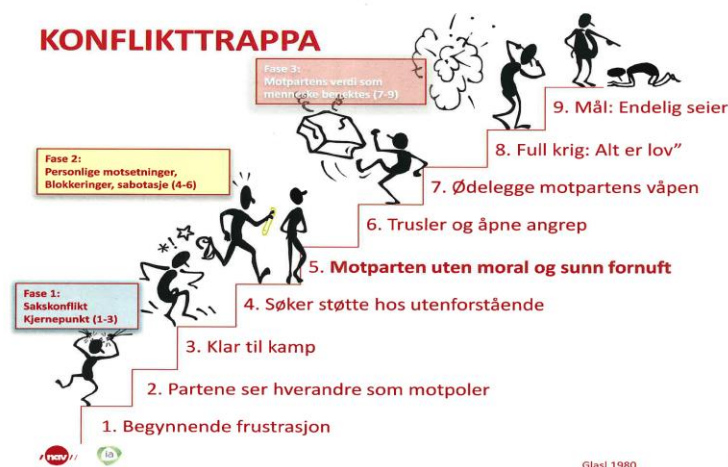 KONFLIKTTRAPPA
Fase 3:
Motpartens verdi som
menneske benektes (7-9)
9. Mål: Endelig seier
8. Full krig: Alt er lov”
7. Ødelegge motpartens våpen
Fase 2:
Personlige motsetninger,
Blokkeringer, sabotasje (4-6)
6. Trusler og åpne angrep
5. Motparten uten moral og sunn fornuft
*!
Fase 1:
Sakskonflikt
Kjernepunkt (1-3)
4. Søker støtte hos utenforstående
3. Klar til kamp
2. Partene ser hverandre som motpoler
1. Begynnende frustrasjon
nav
ia
Glasl 1980